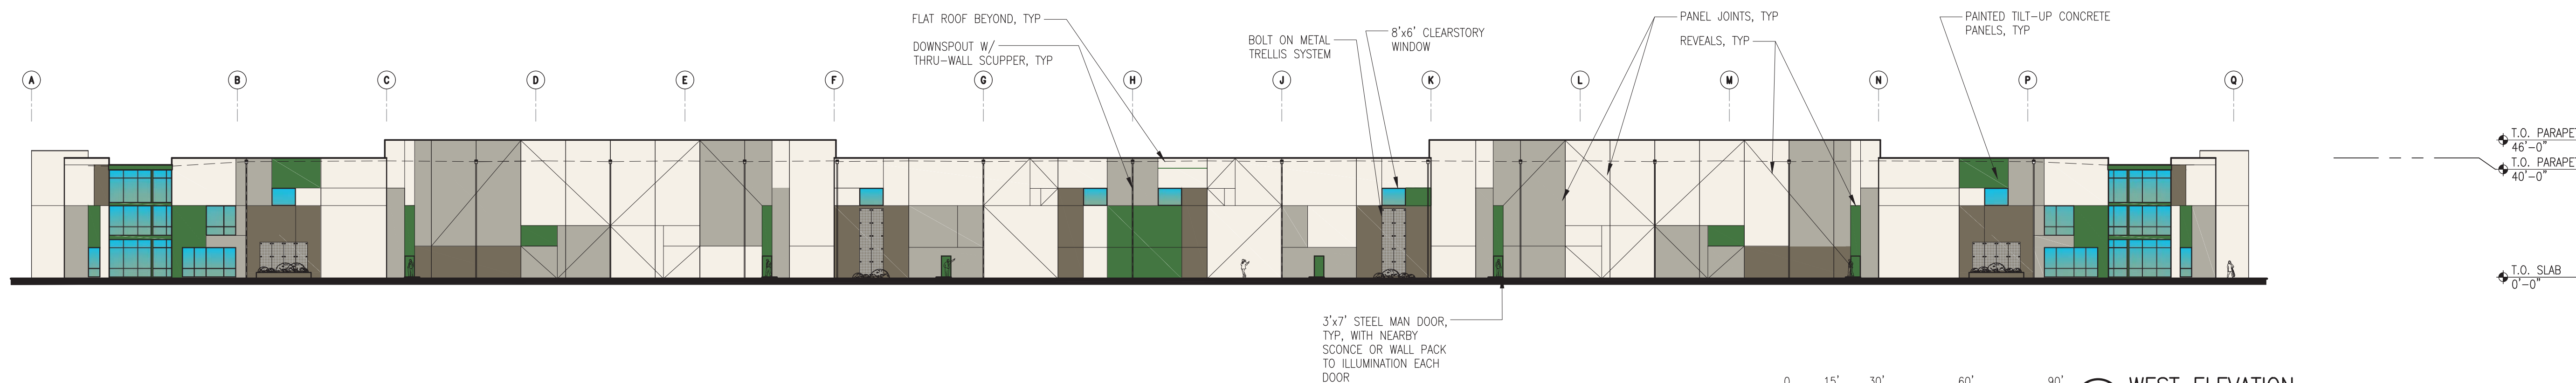 FLAT ROOF BEYOND, TYP
DOWNSPOUT W/
THRU-WALL SCUPPER, TYP
BOLT ON METAL
TRELLIS SYSTEM
8'x6' CLEARSTORY
WINDOW
PANEL JOINTS, TYP
REVEALS, TYP
PAINTED TILT-UP CONCRETE
PANELS, TYP
A B C D E F G H J K L M N P Q
T.O. PARAPE
46'-0"
T.O. PARAPE
40'-0"
T.O. SLAB
0'-0"
3'x7' STEEL MAN DOOR,
TYP, WITH NEARBY
SCONCE OR WALL PACK
TO ILLUMINATION EACH
DOOR
0 15' 30' 60' 90'
WEST ELEVATION